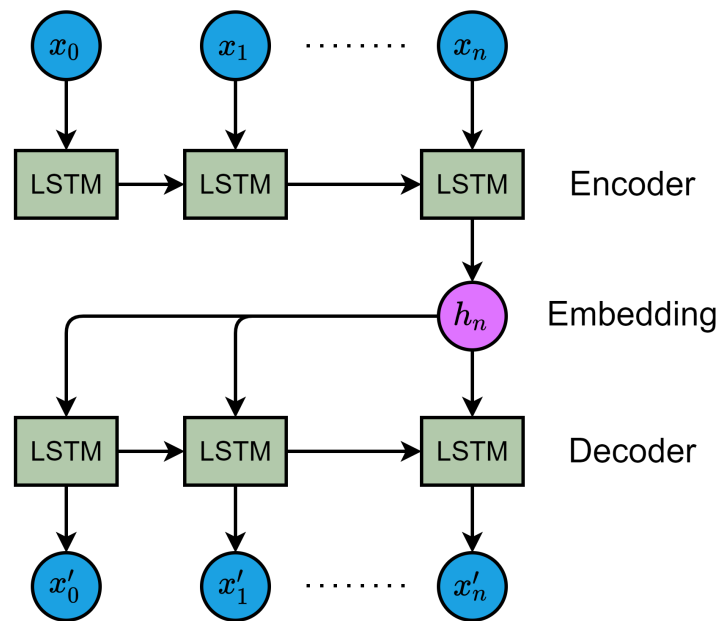 x₀ x₁ ........ xₙ
LSTM LSTM LSTM Encoder
hₙ Embedding
LSTM LSTM LSTM Decoder
x′₀ x′₁ ........ x′ₙ